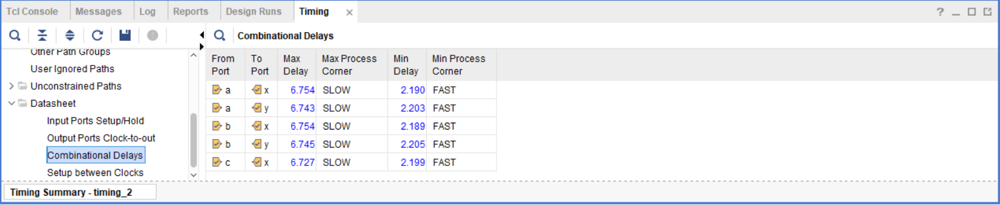 Tcl Console Messages Log Reports Design Runs Timing
Combinational Delays
Other Path Groups
User Ignored Paths
Unconstrained Paths
Datasheet
Input Ports Setup/Hold
Output Ports Clock-to-out
Combinational Delays
Setup between Clocks
From Port To Port Max Delay Max Process Corner Min Delay Min Process Corner
a x 6.754 SLOW 2.190 FAST
a y 6.743 SLOW 2.203 FAST
b x 6.754 SLOW 2.189 FAST
b y 6.745 SLOW 2.205 FAST
c x 6.727 SLOW 2.199 FAST
Timing Summary - timing_2